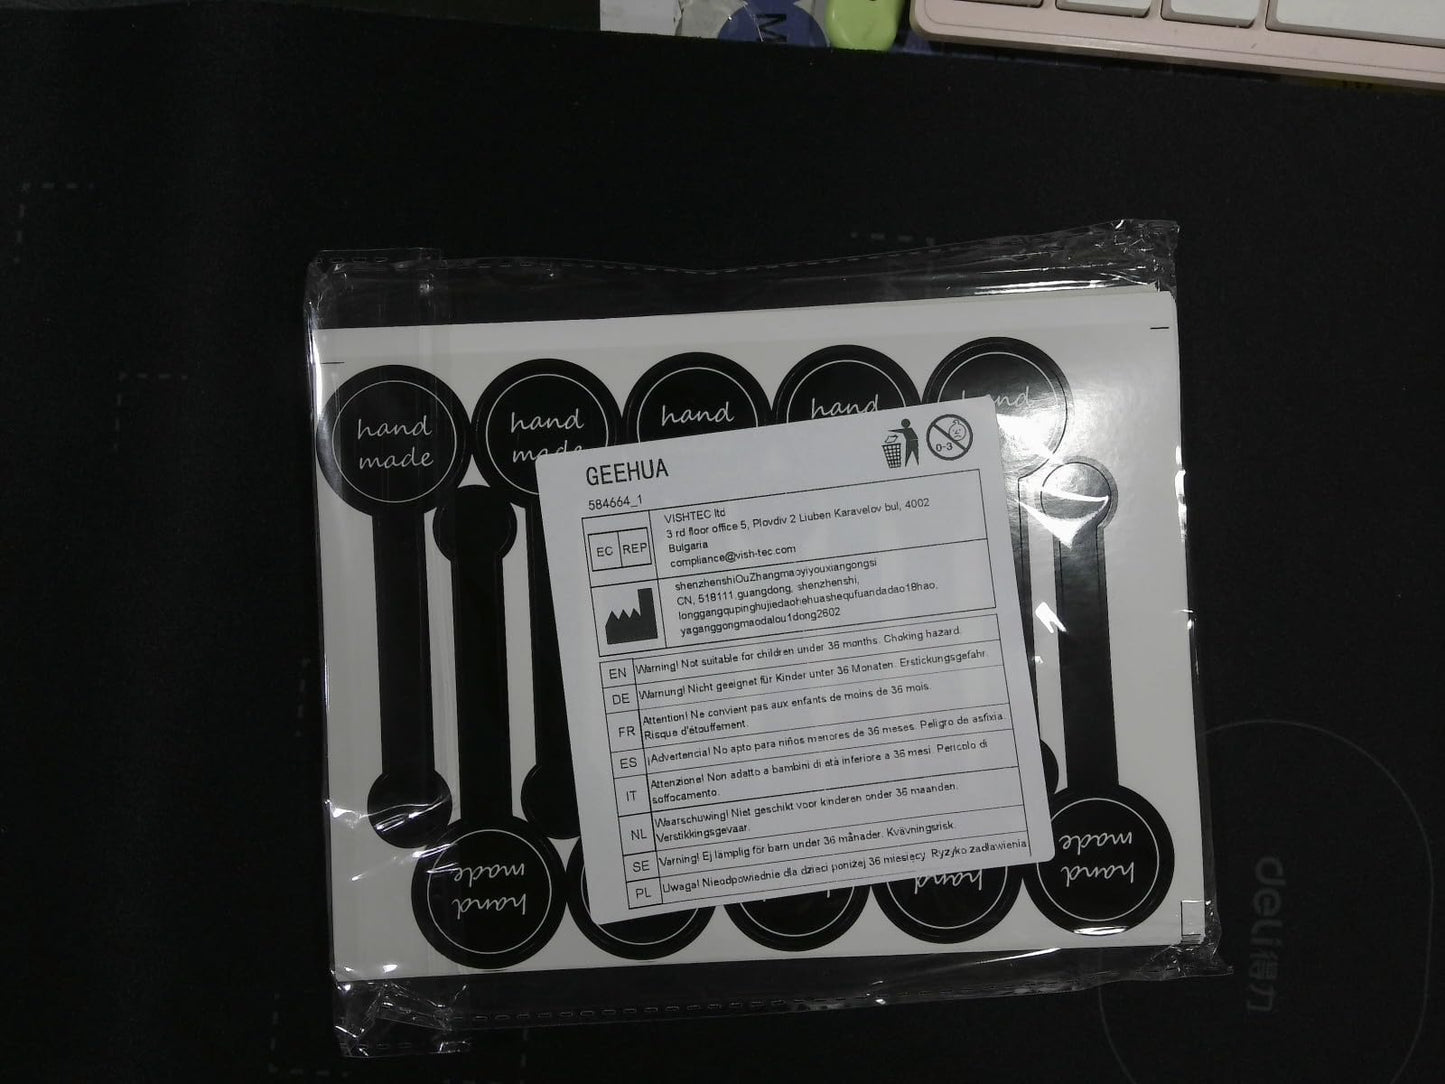 M
hand
made
hand
made
hand
hand
hand
GEEHUA
584664_1
0-3
EC REP
VISHTEC ltd
3 rd floor office 5, Plovdiv 2 Liuben Karavelov bul, 4002
Bulgaria
compliance@vish-tec.com
shenzhenshiOuZhangmaoyiyouxiangongsi
CN, 518111,guangdong, shenzhenshi,
longgangqupinghujiedaohehuashequfuandadao18hao,
yaganggongmaodalou1dong2602
EN Warning! Not suitable for children under 36 months. Choking hazard.
DE Warnung! Nicht geeignet für Kinder unter 36 Monaten. Erstickungsgefahr.
FR Attention! Ne convient pas aux enfants de moins de 36 mois.
Risque d'étouffement.
ES ¡Advertencia! No apto para niños menores de 36 meses. Peligro de asfixia.
IT Attenzione! Non adatto a bambini di età inferiore a 36 mesi. Pericolo di
soffocamento.
NL Waarschuwing! Niet geschikt voor kinderen onder 36 maanden.
Verstikkingsgevaar.
SE Varning! Ej lämplig för barn under 36 månader. Kvävningsrisk.
PL Uwaga! Nieodpowiednie dla dzieci poniżej 36 miesięcy. Ryzyko zadławienia
hand
made
hand
hand
made
deli得力